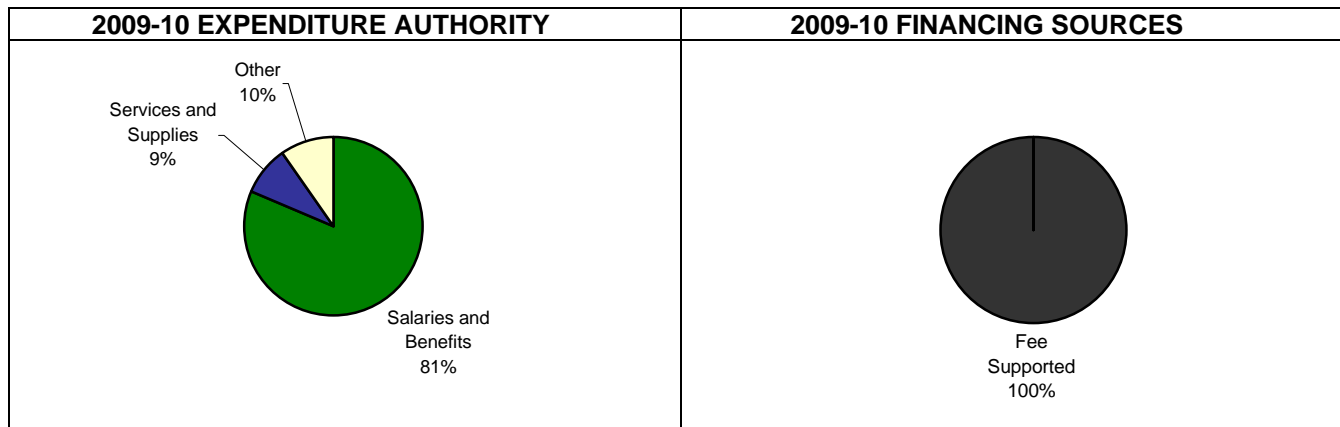 2009-10 EXPENDITURE AUTHORITY
Other
10%
Services and
Supplies
9%
Salaries and
Benefits
81%
2009-10 FINANCING SOURCES
Fee
Supported
100%